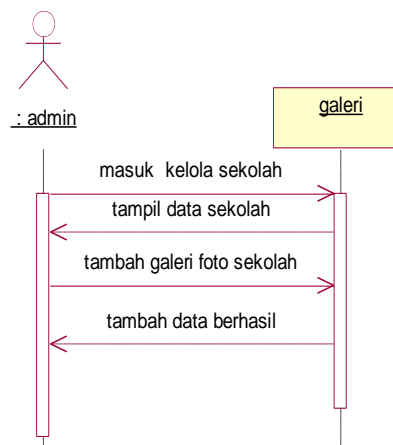 : admin
galeri
masuk kelola sekolah
tampil data sekolah
tambah galeri foto sekolah
tambah data berhasil